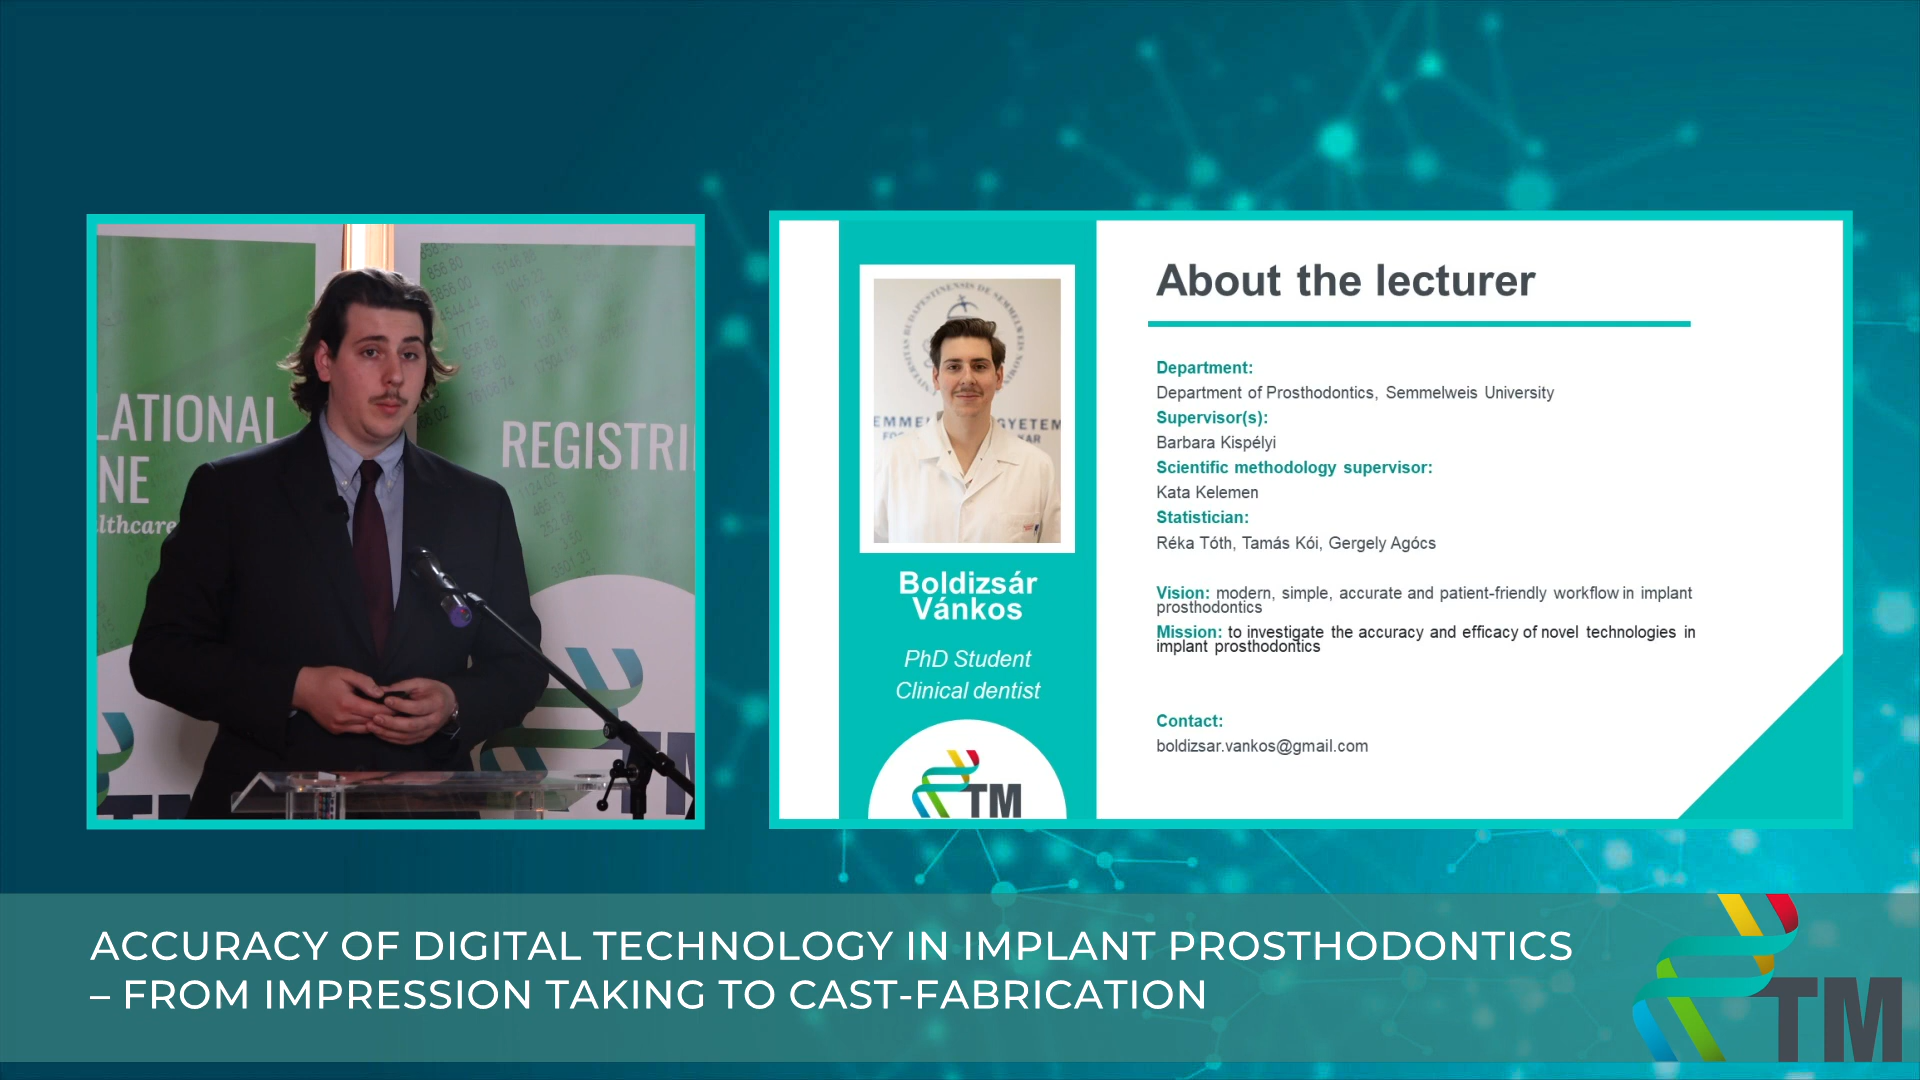 LATIONAL
NE
lthcare
REGISTRI
TM
About the lecturer
Department:
Department of Prosthodontics, Semmelweis University
Supervisor(s):
Barbara Kispélyi
Scientific methodology supervisor:
Kata Kelemen
Statistician:
Réka Tóth, Tamás Kói, Gergely Agócs
Vision: modern, simple, accurate and patient-friendly workflow in implant
prosthodontics
Mission: to investigate the accuracy and efficacy of novel technologies in
implant prosthodontics
Contact:
boldizsar.vankos@gmail.com
Boldizsár
Vánkos
PhD Student
Clinical dentist
TM
ACCURACY OF DIGITAL TECHNOLOGY IN IMPLANT PROSTHODONTICS
– FROM IMPRESSION TAKING TO CAST-FABRICATION
TM